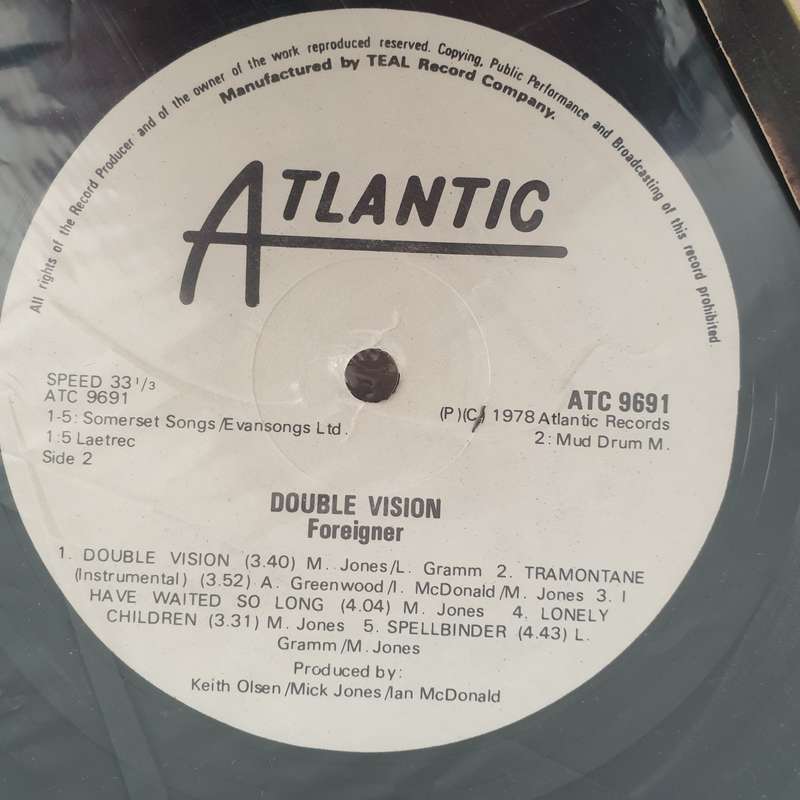 All rights of the Record Producer and of the owner of the work reproduced reserved. Copying, Public Performance and Broadcasting of this record prohibited.
Manufactured by TEAL Record Company.
ATLANTIC
SPEED 33 1/3
ATC 9691
ATC 9691
1-5: Somerset Songs/Evansongs Ltd.
(P)(C) 1978 Atlantic Records
1:5 Laetrec
2: Mud Drum M.
Side 2
DOUBLE VISION
Foreigner
1. DOUBLE VISION (3.40) M. Jones/L. Gramm 2. TRAMONTANE
(Instrumental) (3.52) A. Greenwood/I. McDonald/M. Jones 3. I
HAVE WAITED SO LONG (4.04) M. Jones 4. LONELY
CHILDREN (3.31) M. Jones 5. SPELLBINDER (4.43) L.
Gramm/M. Jones
Produced by:
Keith Olsen/Mick Jones/Ian McDonald